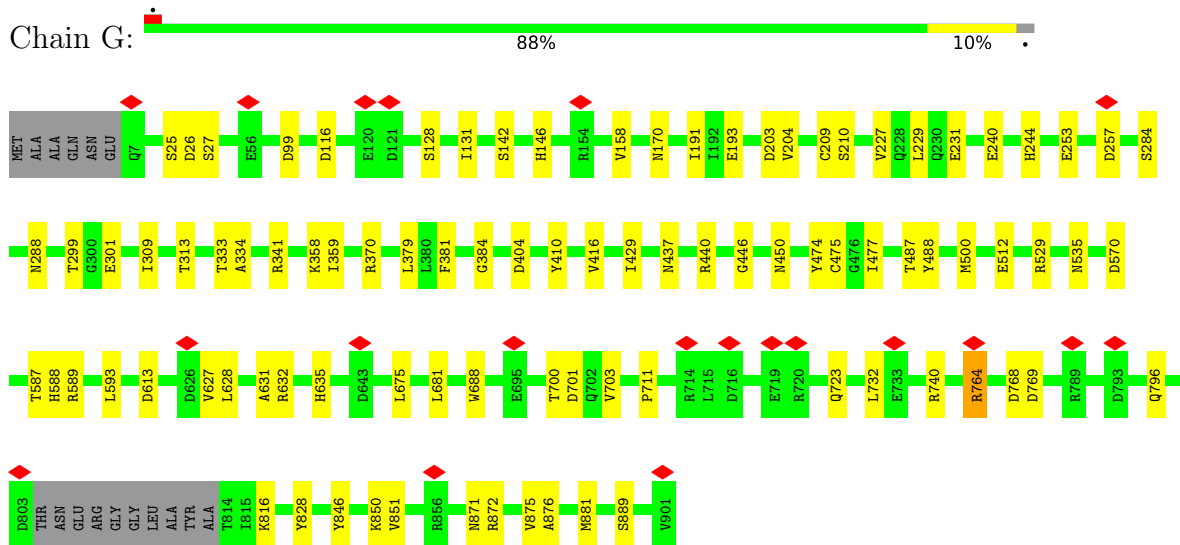 Chain G:
88% 10%
MET ALA ALA GLN ASN GLU Q7 E56 S25 D26 S27 D99 D116 E120 D121 S128 I131 S142 H146 R154 V158 N170 I191 I192 E193 D203 V204 C209 S210 V227 Q228 L229 Q230 E231 E240 H244 E253 D257 S284
N288 T299 G300 E301 I309 T313 T333 A334 R341 K358 I359 R370 L379 L380 F381 G384 D404 Y410 V416 I429 N437 R440 G446 N450 Y474 C475 G476 I477 T487 Y488 M500 E512 R529 N535 D570
T587 H588 R589 L593 D613 D626 V627 L628 A631 R632 H635 D643 L675 L681 W688 E695 T700 D701 Q702 V703 P711 R714 L715 D716 E719 R720 Q723 L732 E733 R740 R764 D768 D769 R789 D793 Q796
D803 THR ASN GLU ARG GLY GLY LEU ALA TYR ALA T814 I815 K816 Y828 Y846 K850 V851 R856 N871 R872 V875 A876 M881 S889 V901